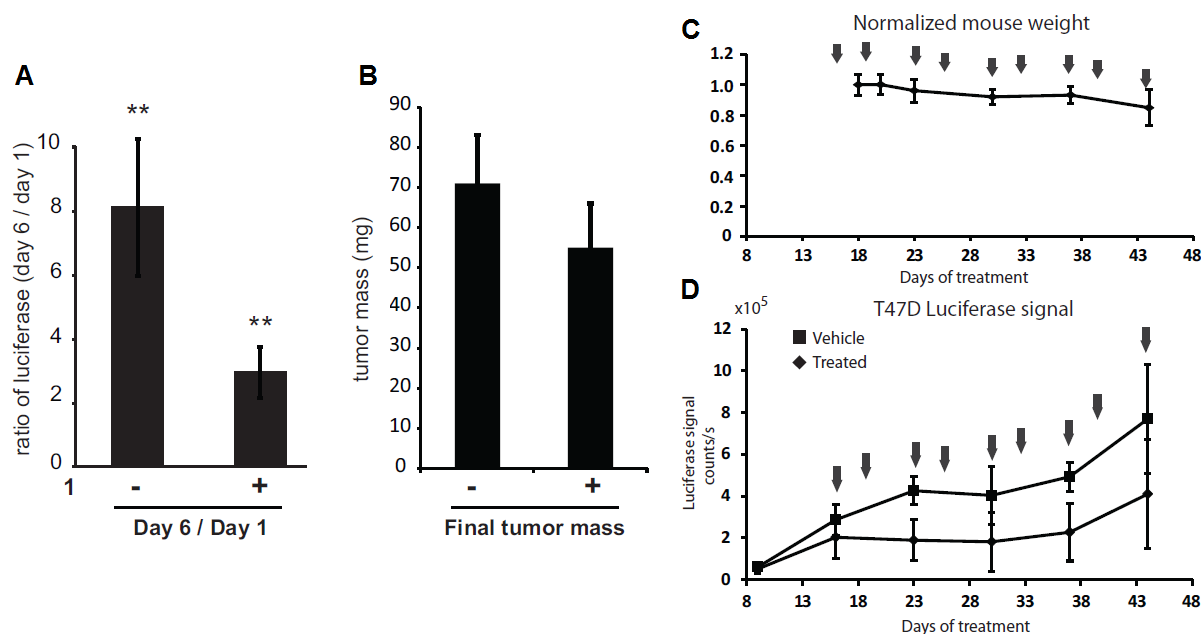 A
ratio of luciferase (day 6 / day 1)
10
8
6
4
2
0
**
**
1 - +
Day 6 / Day 1
B
tumor mass (mg)
90
80
70
60
50
40
30
20
10
0
- +
Final tumor mass
C
Normalized mouse weight
1.2
1.0
0.8
0.6
0.4
0.2
0
8 13 18 23 28 33 38 43 48
Days of treatment
D
x10⁵
T47D Luciferase signal
Vehicle
Treated
Luciferase signal
counts/s
12
10
8
6
4
2
0
8 13 18 23 28 33 38 43 48
Days of treatment